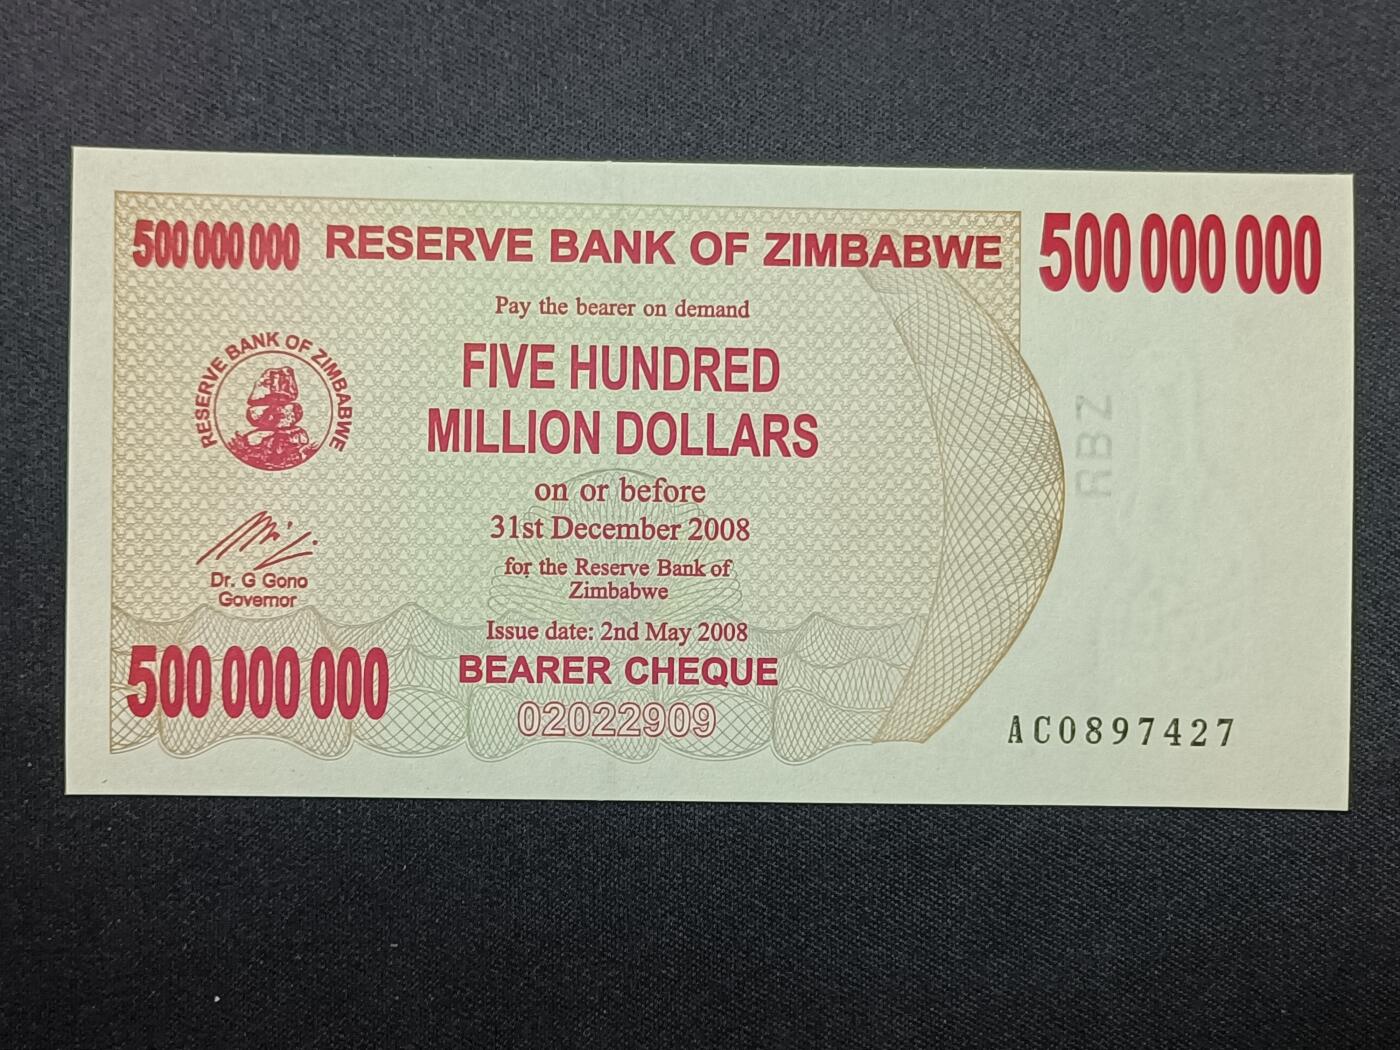 500 000 000 RESERVE BANK OF ZIMBABWE 500 000 000
Pay the bearer on demand
FIVE HUNDRED
MILLION DOLLARS
on or before
31st December 2008
for the Reserve Bank of
Zimbabwe
Issue date: 2nd May 2008
BEARER CHEQUE
02022909
RESERVE BANK OF ZIMBABWE
Dr. G Gono
Governor
500 000 000
RBZ
AC0897427